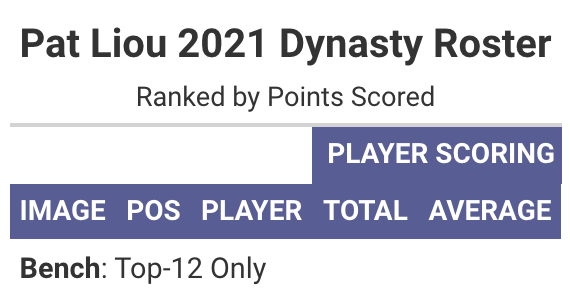 Pat Liou 2021 Dynasty Roster
Ranked by Points Scored
PLAYER SCORING
IMAGE POS PLAYER TOTAL AVERAGE
Bench: Top-12 Only